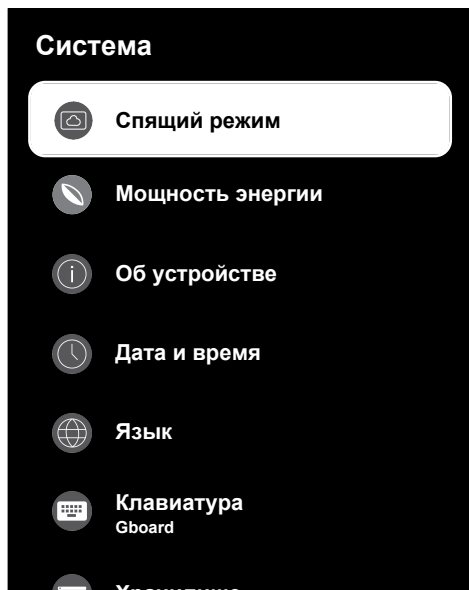 Система
Спящий режим
Мощность энергии
Об устройстве
Дата и время
Язык
Клавиатура
Gboard